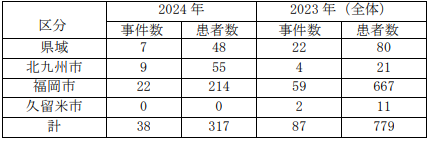 区分 2024 年 2023 年（全体）
事件数 患者数 事件数 患者数
県域 7 48 22 80
北九州市 9 55 4 21
福岡市 22 214 59 667
久留米市 0 0 2 11
計 38 317 87 779